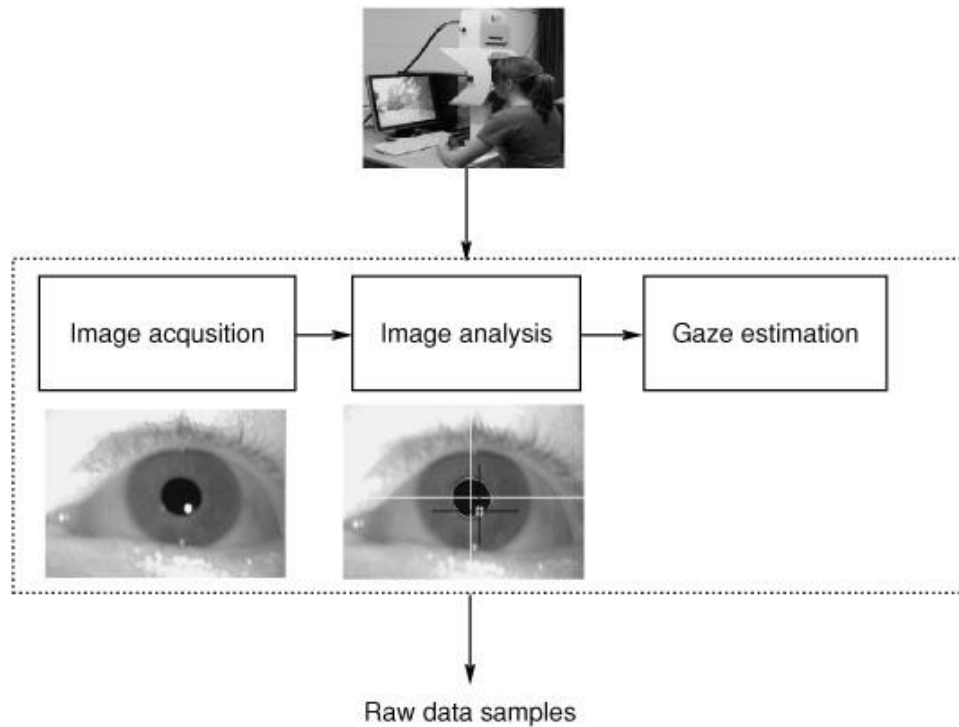 Image acqusition
Image analysis
Gaze estimation
Raw data samples